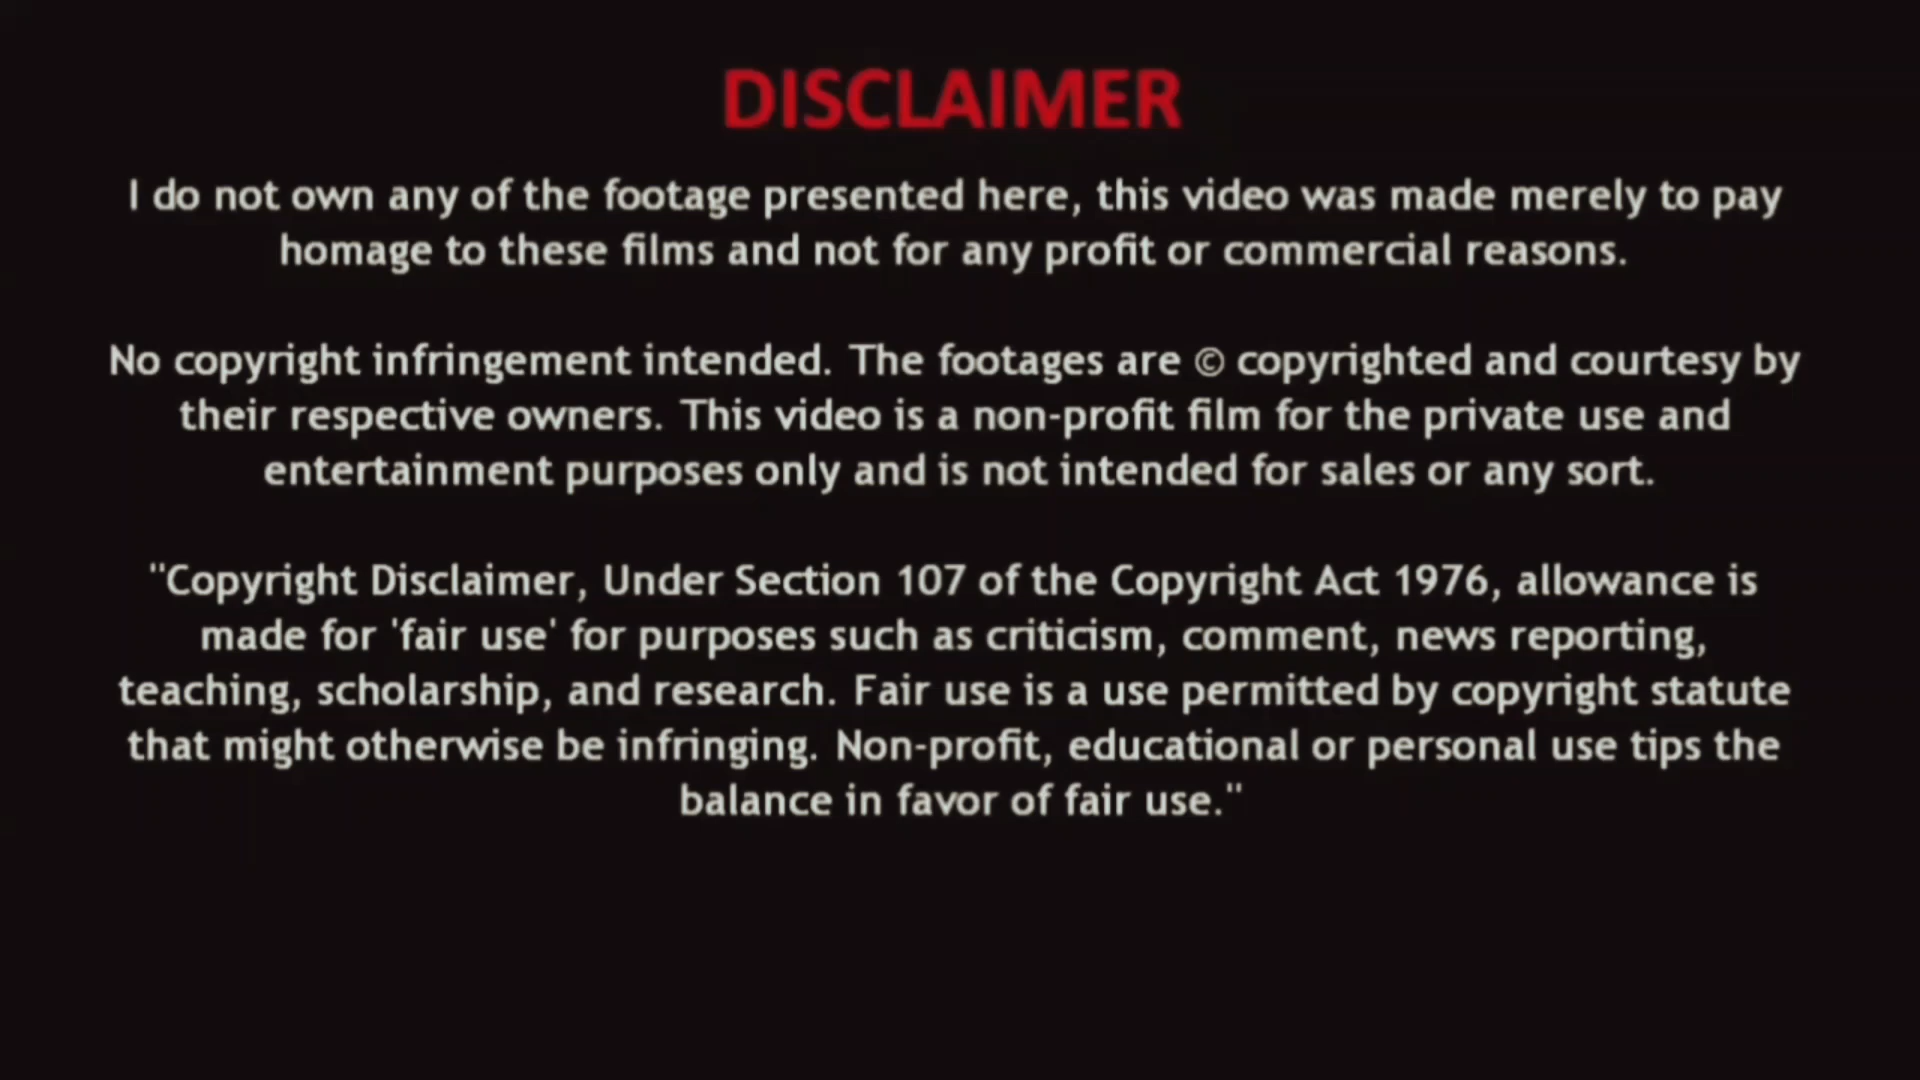 DISCLAIMER
I do not own any of the footage presented here, this video was made merely to pay
homage to these films and not for any profit or commercial reasons.
No copyright infringement intended. The footages are © copyrighted and courtesy by
their respective owners. This video is a non-profit film for the private use and
entertainment purposes only and is not intended for sales or any sort.
"Copyright Disclaimer, Under Section 107 of the Copyright Act 1976, allowance is
made for 'fair use' for purposes such as criticism, comment, news reporting,
teaching, scholarship, and research. Fair use is a use permitted by copyright statute
that might otherwise be infringing. Non-profit, educational or personal use tips the
balance in favor of fair use."